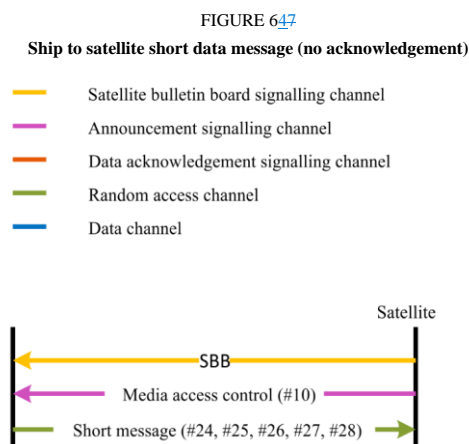 FIGURE 647
Ship to satellite short data message (no acknowledgement)
Satellite bulletin board signalling channel
Announcement signalling channel
Data acknowledgement signalling channel
Random access channel
Data channel
Satellite
SBB
Media access control (#10)
Short message (#24, #25, #26, #27, #28)